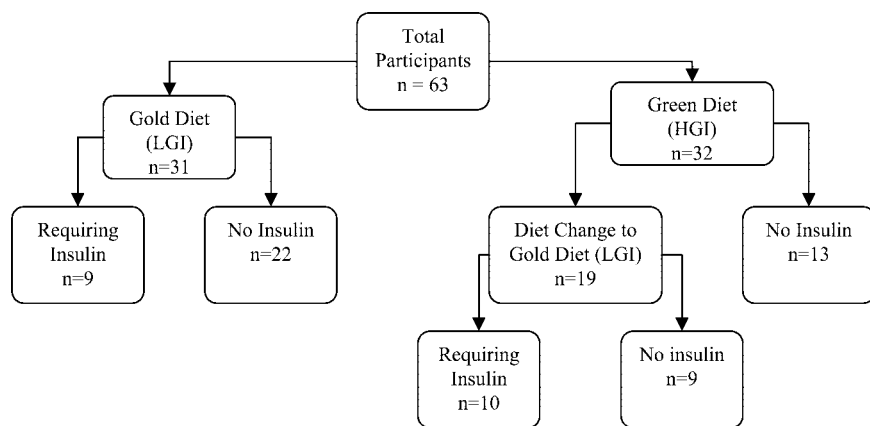 Total
Participants
n = 63
Gold Diet
(LGI)
n=31
Green Diet
(HGI)
n=32
Requiring
Insulin
n=9
No Insulin
n=22
Diet Change to
Gold Diet (LGI)
n=19
No Insulin
n=13
Requiring
Insulin
n=10
No insulin
n=9